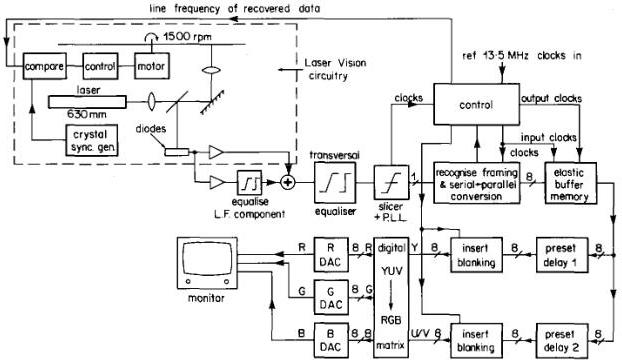 line frequency of recovered data
1500 rpm
compare
control
motor
Laser Vision
circuitry
ref 13·5 MHz clocks in
laser
630mm
crystal
sync. gen.
diodes
clocks
control
output clocks
input clocks
clocks
transversal
equaliser
equalise
L.F. component
slicer
+ P.L.L.
1
recognise framing
& serial–parallel
conversion
8
elastic
buffer
memory
monitor
R
R
DAC
8
R
digital
YUV
RGB
matrix
Y
8
insert
blanking
8
preset
delay 1
8
G
G
DAC
8
G
B
B
DAC
8
B
U/V
8
insert
blanking
8
preset
delay 2
8